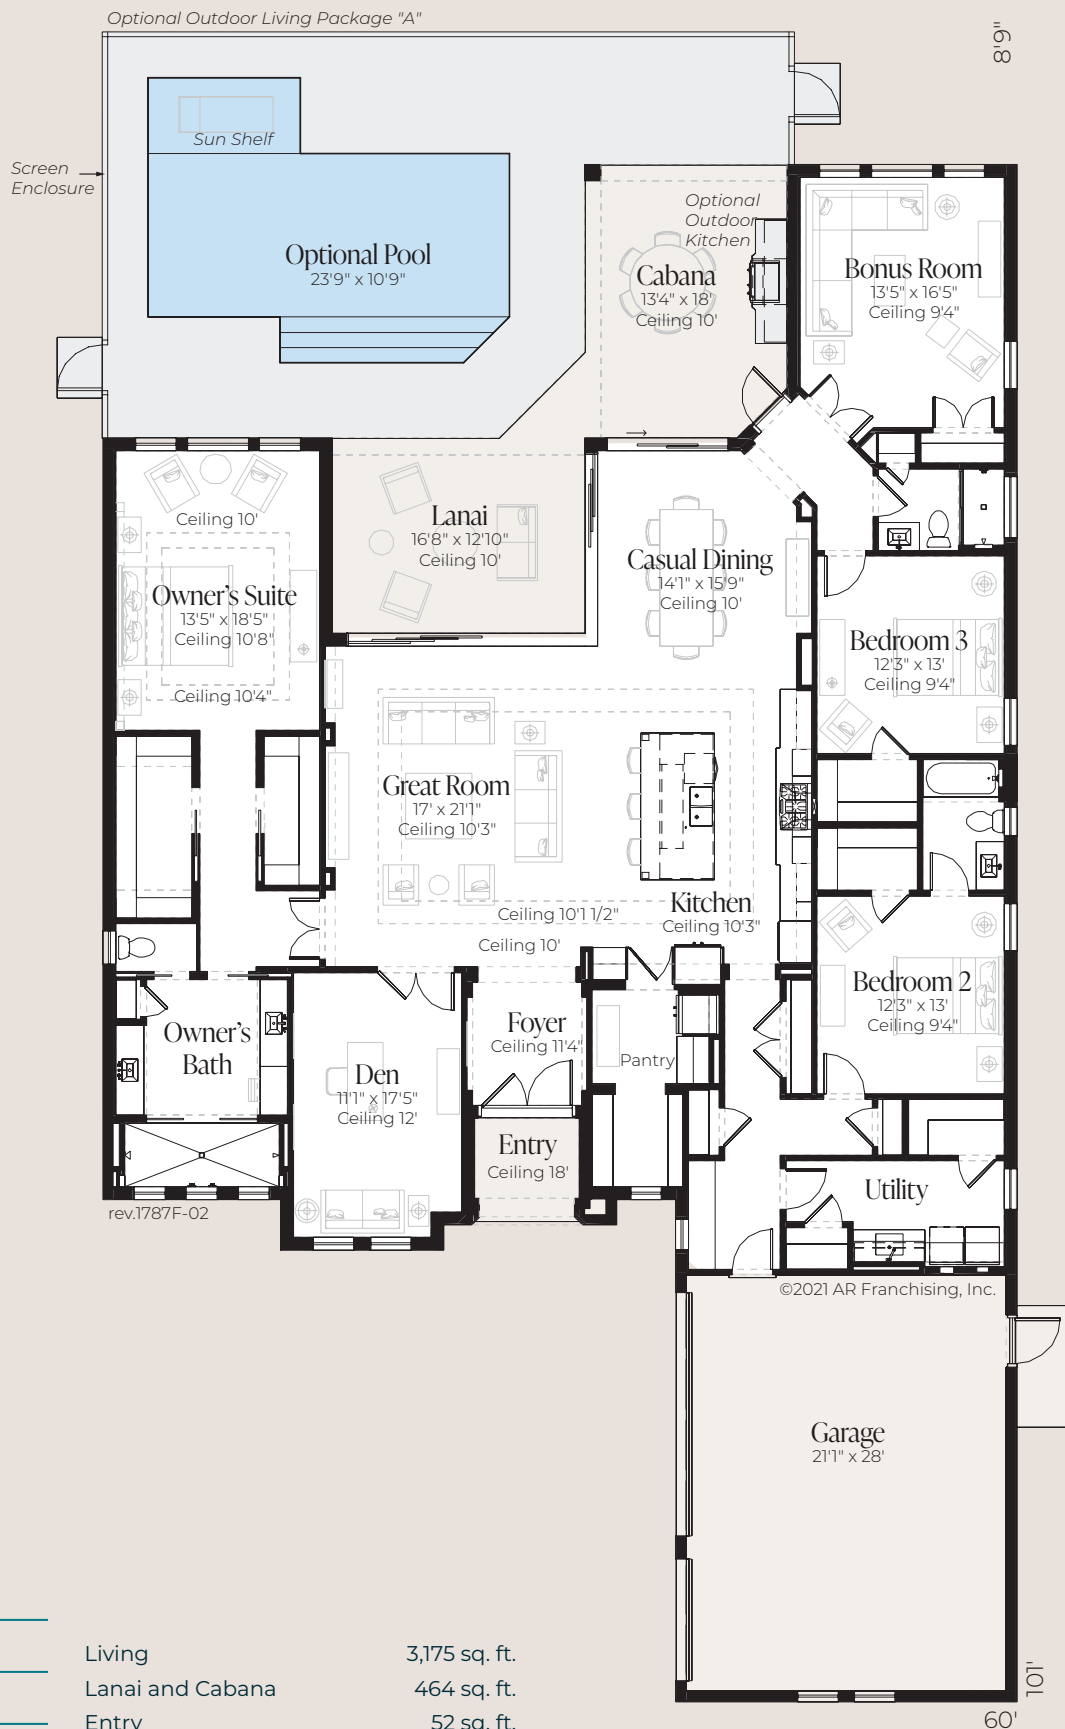 Optional Outdoor Living Package "A"
8'9"
Sun Shelf
Screen
Enclosure
Optional Pool
23'9" x 10'9"
Optional
Outdoor
Kitchen
Cabana
13'4" x 18'
Ceiling 10'
Bonus Room
13'5" x 16'5"
Ceiling 9'4"
Ceiling 10'
Owner's Suite
13'5" x 18'5"
Ceiling 10'8"
Ceiling 10'4"
Lanai
16'8" x 12'10"
Ceiling 10'
Casual Dining
14'1" x 15'9"
Ceiling 10'
Bedroom 3
12'3" x 13'
Ceiling 9'4"
Great Room
17' x 21'1"
Ceiling 10'3"
Ceiling 10'1 1/2"
Ceiling 10'
Kitchen
Ceiling 10'3"
Bedroom 2
12'3" x 13'
Ceiling 9'4"
Owner's
Bath
Den
11'1" x 17'5"
Ceiling 12'
Foyer
Ceiling 11'4"
Pantry
Entry
Ceiling 18'
Utility
rev.1787F-02
©2021 AR Franchising, Inc.
Garage
21'1" x 28'
Living 3,175 sq. ft.
Lanai and Cabana 464 sq. ft.
Entry 52 sq. ft.
101'
60'